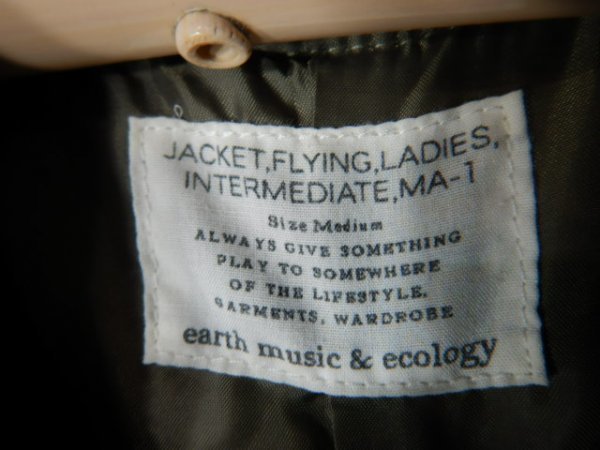 JACKET,FLYING,LADIES,
INTERMEDIATE,MA-1
Size Medium
ALWAYS GIVE SOMETHING
PLAY TO SOMEWHERE
OF THE LIFESTYLE.
GARMENTS, WARDROBE
earth music & ecology